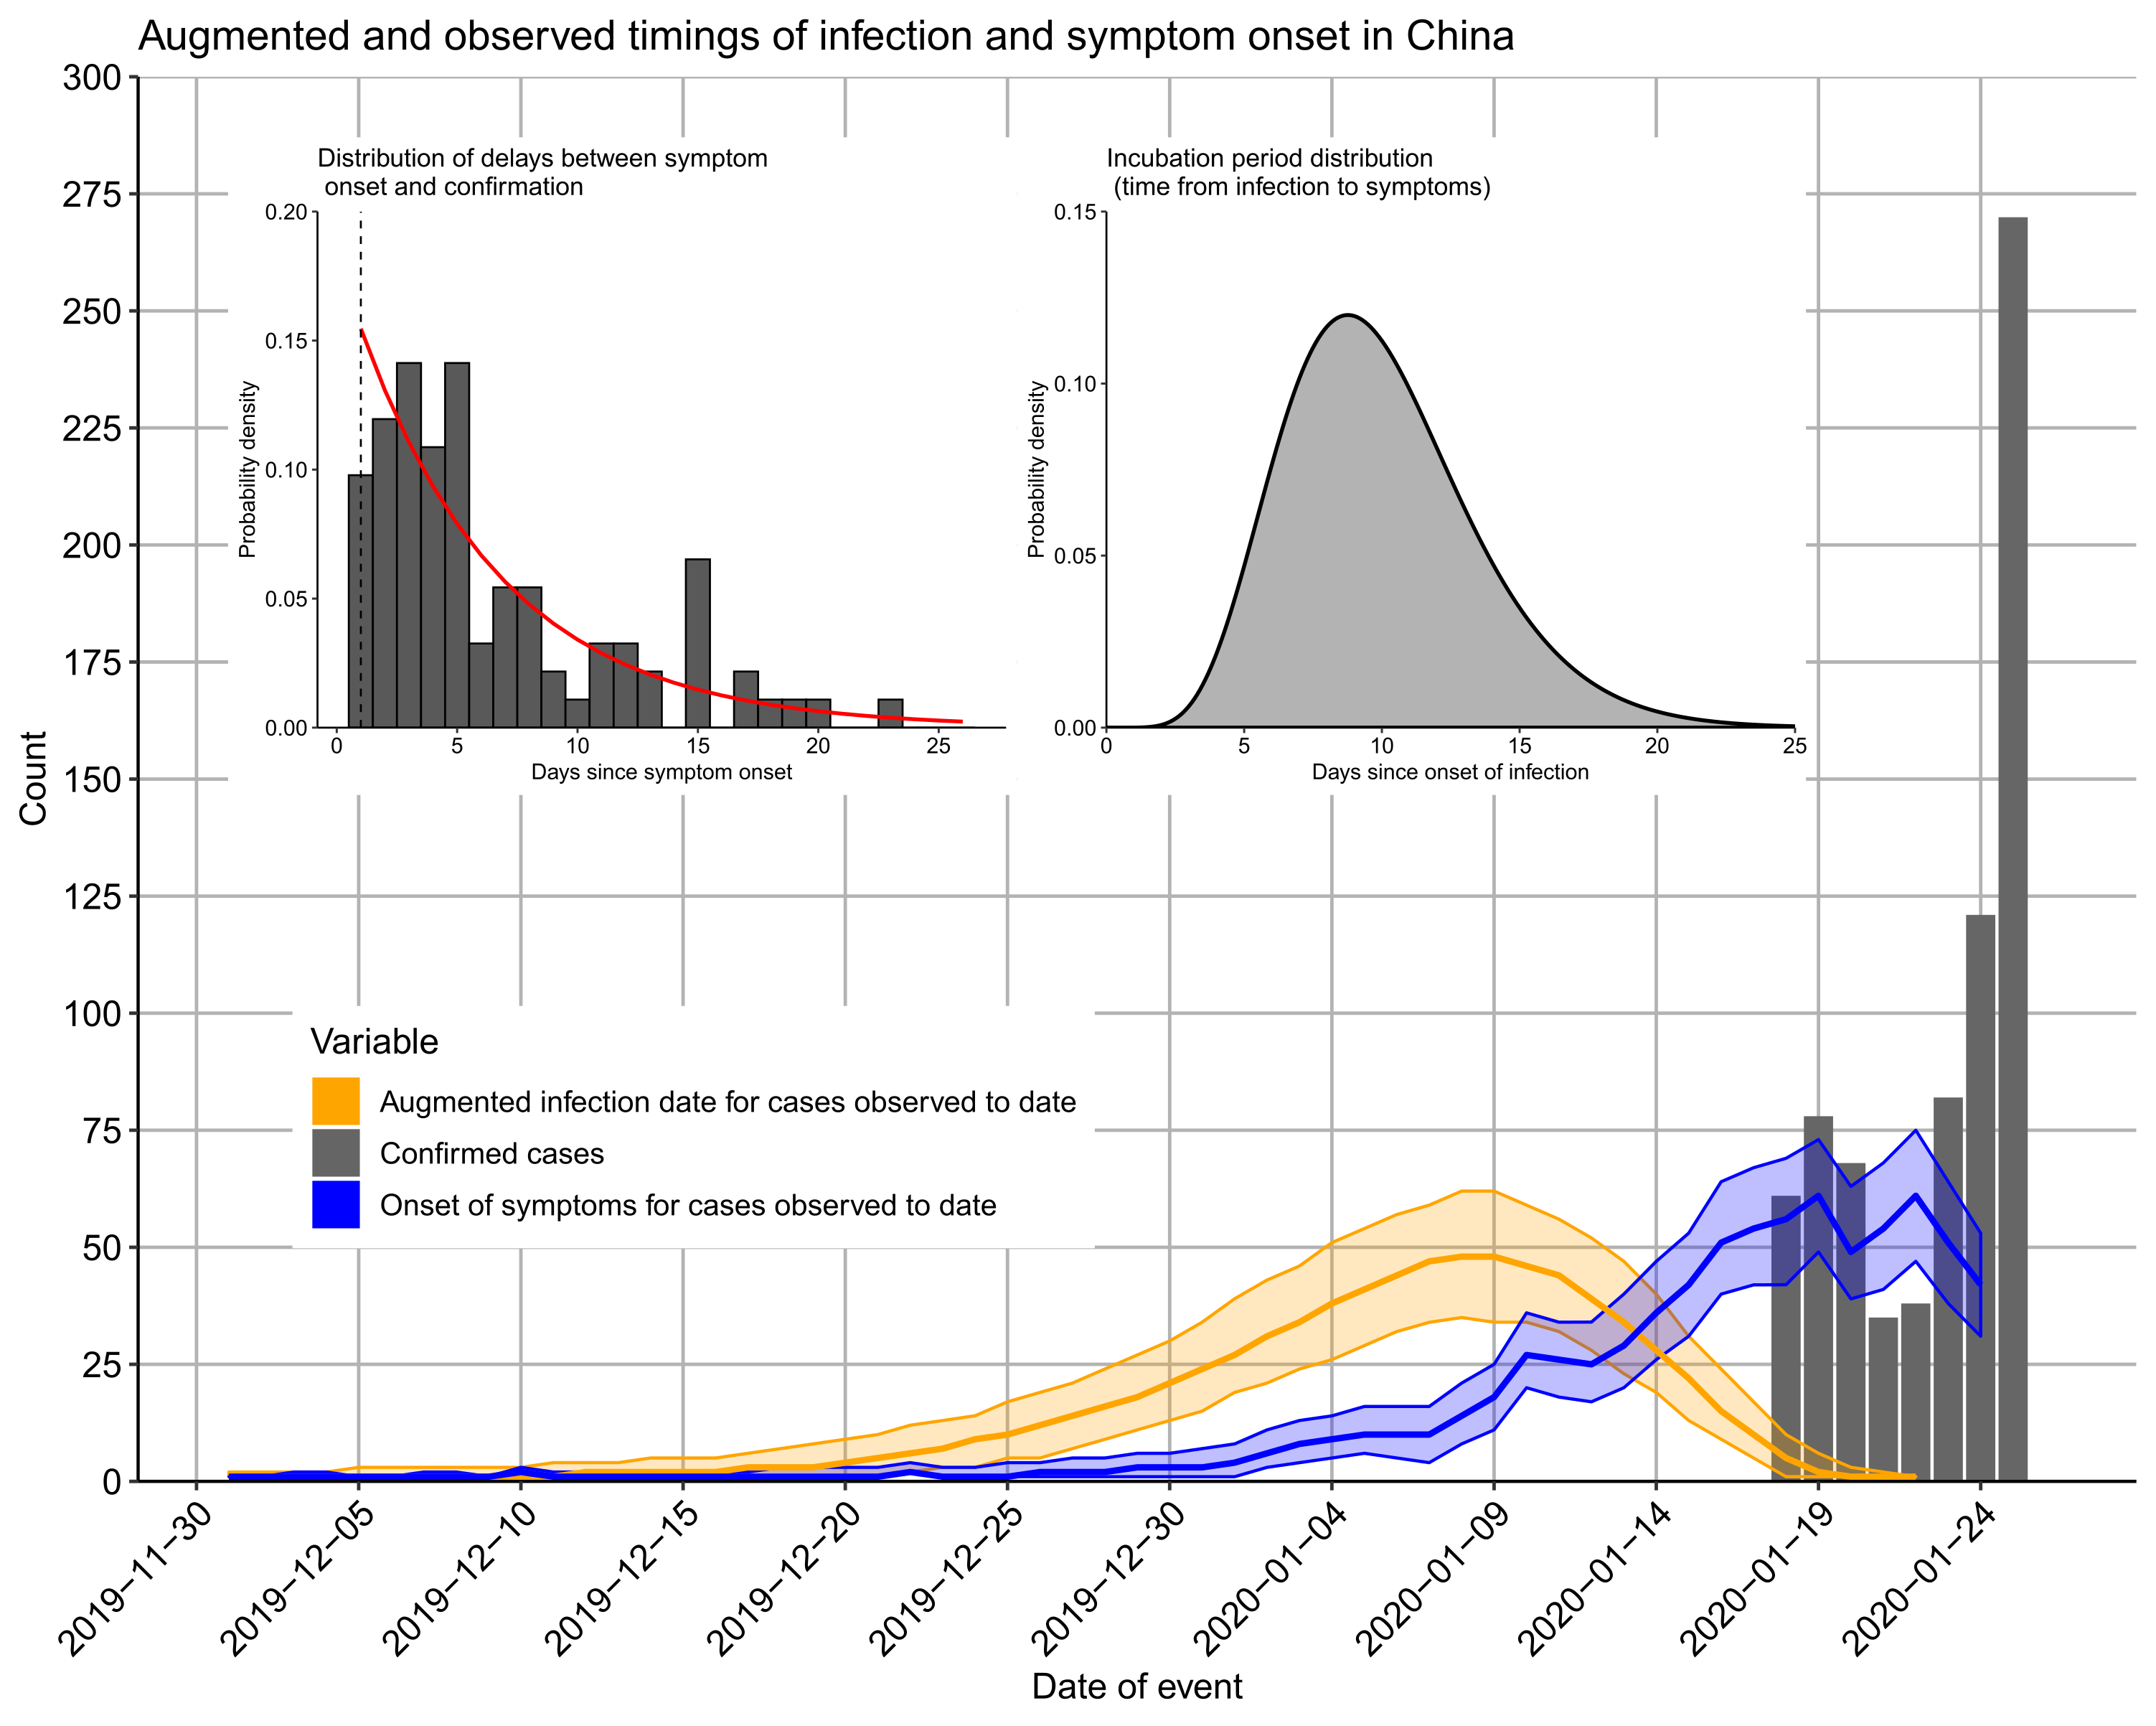 Augmented and observed timings of infection and symptom onset in China
300
275
250
225
200
175
150
125
100
75
50
25
0
Count
Distribution of delays between symptom
onset and confirmation
0.20
0.15
0.10
0.05
0.00
Probability density
0 5 10 15 20 25
Days since symptom onset
Incubation period distribution
(time from infection to symptoms)
0.15
0.10
0.05
0.00
Probability density
0 5 10 15 20 25
Days since onset of infection
Variable
Augmented infection date for cases observed to date
Confirmed cases
Onset of symptoms for cases observed to date
2019−11−30
2019−12−05
2019−12−10
2019−12−15
2019−12−20
2019−12−25
2019−12−30
2020−01−04
2020−01−09
2020−01−14
2020−01−19
2020−01−24
Date of event